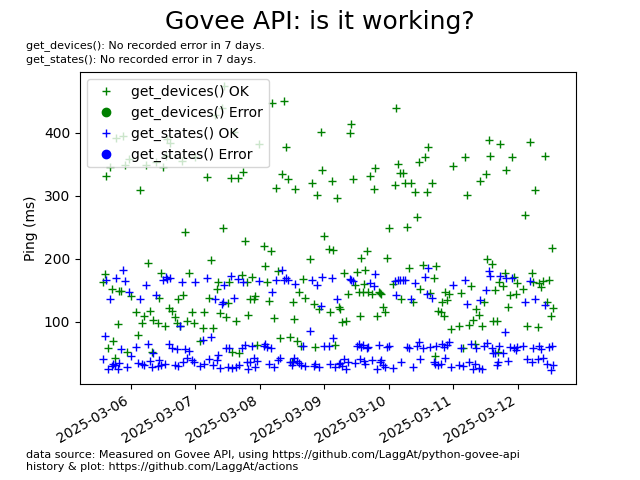 Govee API: is it working?
get_devices(): No recorded error in 7 days.
get_states(): No recorded error in 7 days.
get_devices() OK
get_devices() Error
get_states() OK
get_states() Error
400
300
200
100
Ping (ms)
2025-03-06
2025-03-07
2025-03-08
2025-03-09
2025-03-10
2025-03-11
2025-03-12
data source: Measured on Govee API, using https://github.com/LaggAt/python-govee-api
history & plot: https://github.com/LaggAt/actions